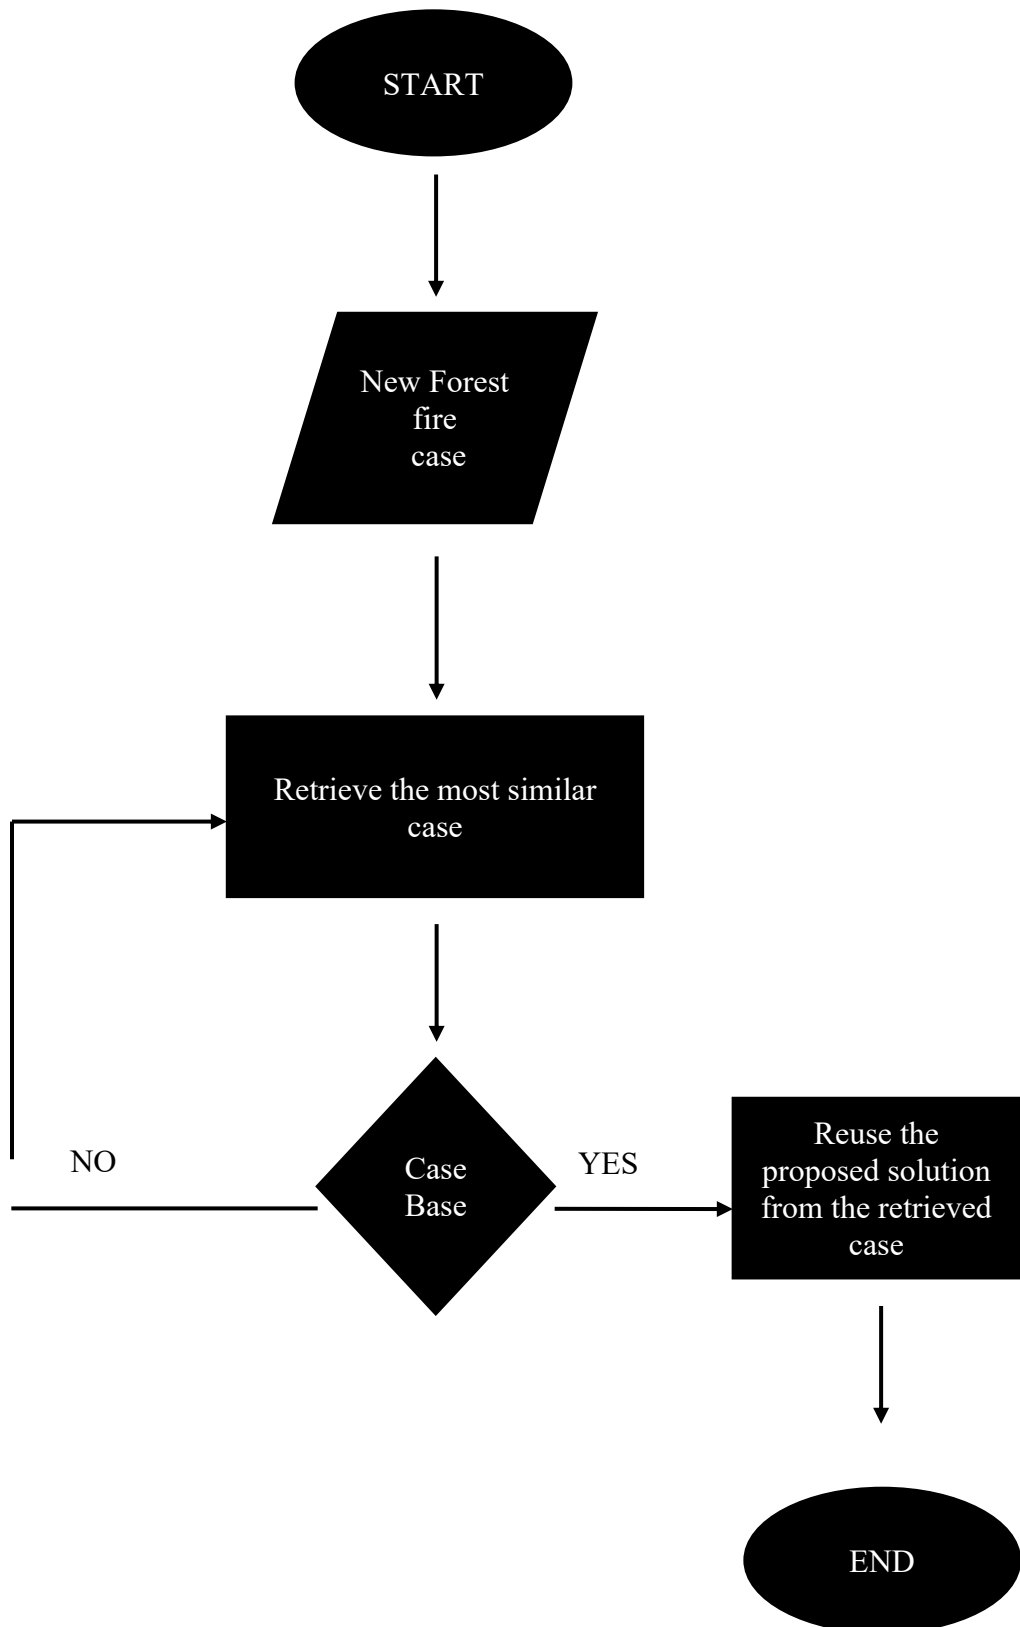 START
New Forest
fire
case
Retrieve the most similar
case
NO
Case
Base
YES
Reuse the
proposed solution
from the retrieved
case
END